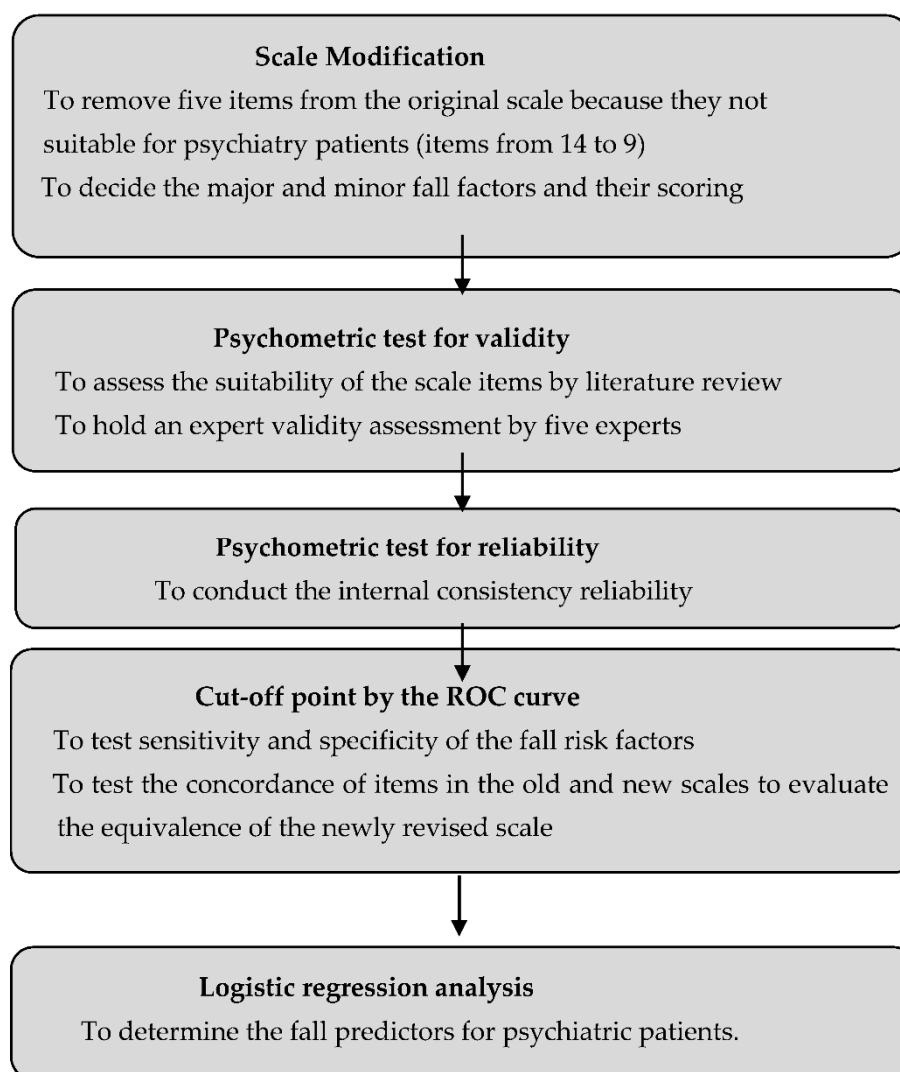 Scale Modification
To remove five items from the original scale because they not
suitable for psychiatry patients (items from 14 to 9)
To decide the major and minor fall factors and their scoring
Psychometric test for validity
To assess the suitability of the scale items by literature review
To hold an expert validity assessment by five experts
Psychometric test for reliability
To conduct the internal consistency reliability
Cut-off point by the ROC curve
To test sensitivity and specificity of the fall risk factors
To test the concordance of items in the old and new scales to evaluate
the equivalence of the newly revised scale
Logistic regression analysis
To determine the fall predictors for psychiatric patients.